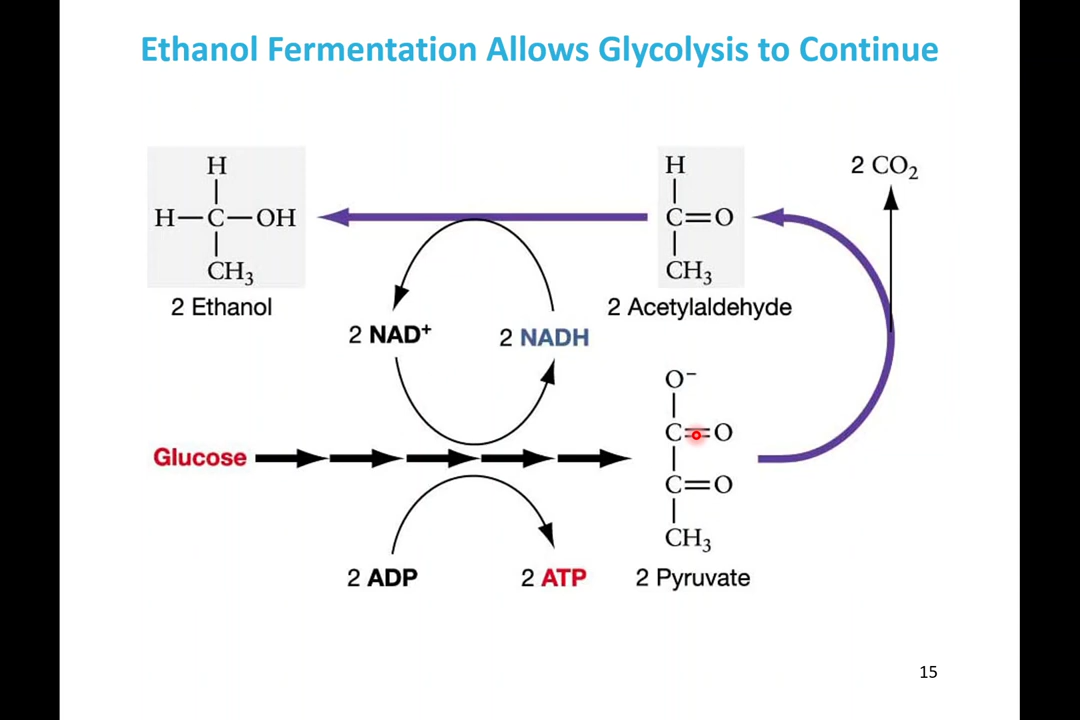 Ethanol Fermentation Allows Glycolysis to Continue
H
H—C—OH
CH₃
2 Ethanol
H
C=O
CH₃
2 Acetylaldehyde
2 CO₂
2 NAD⁺
2 NADH
O⁻
C=O
C=O
CH₃
2 Pyruvate
Glucose
2 ADP
2 ATP
15